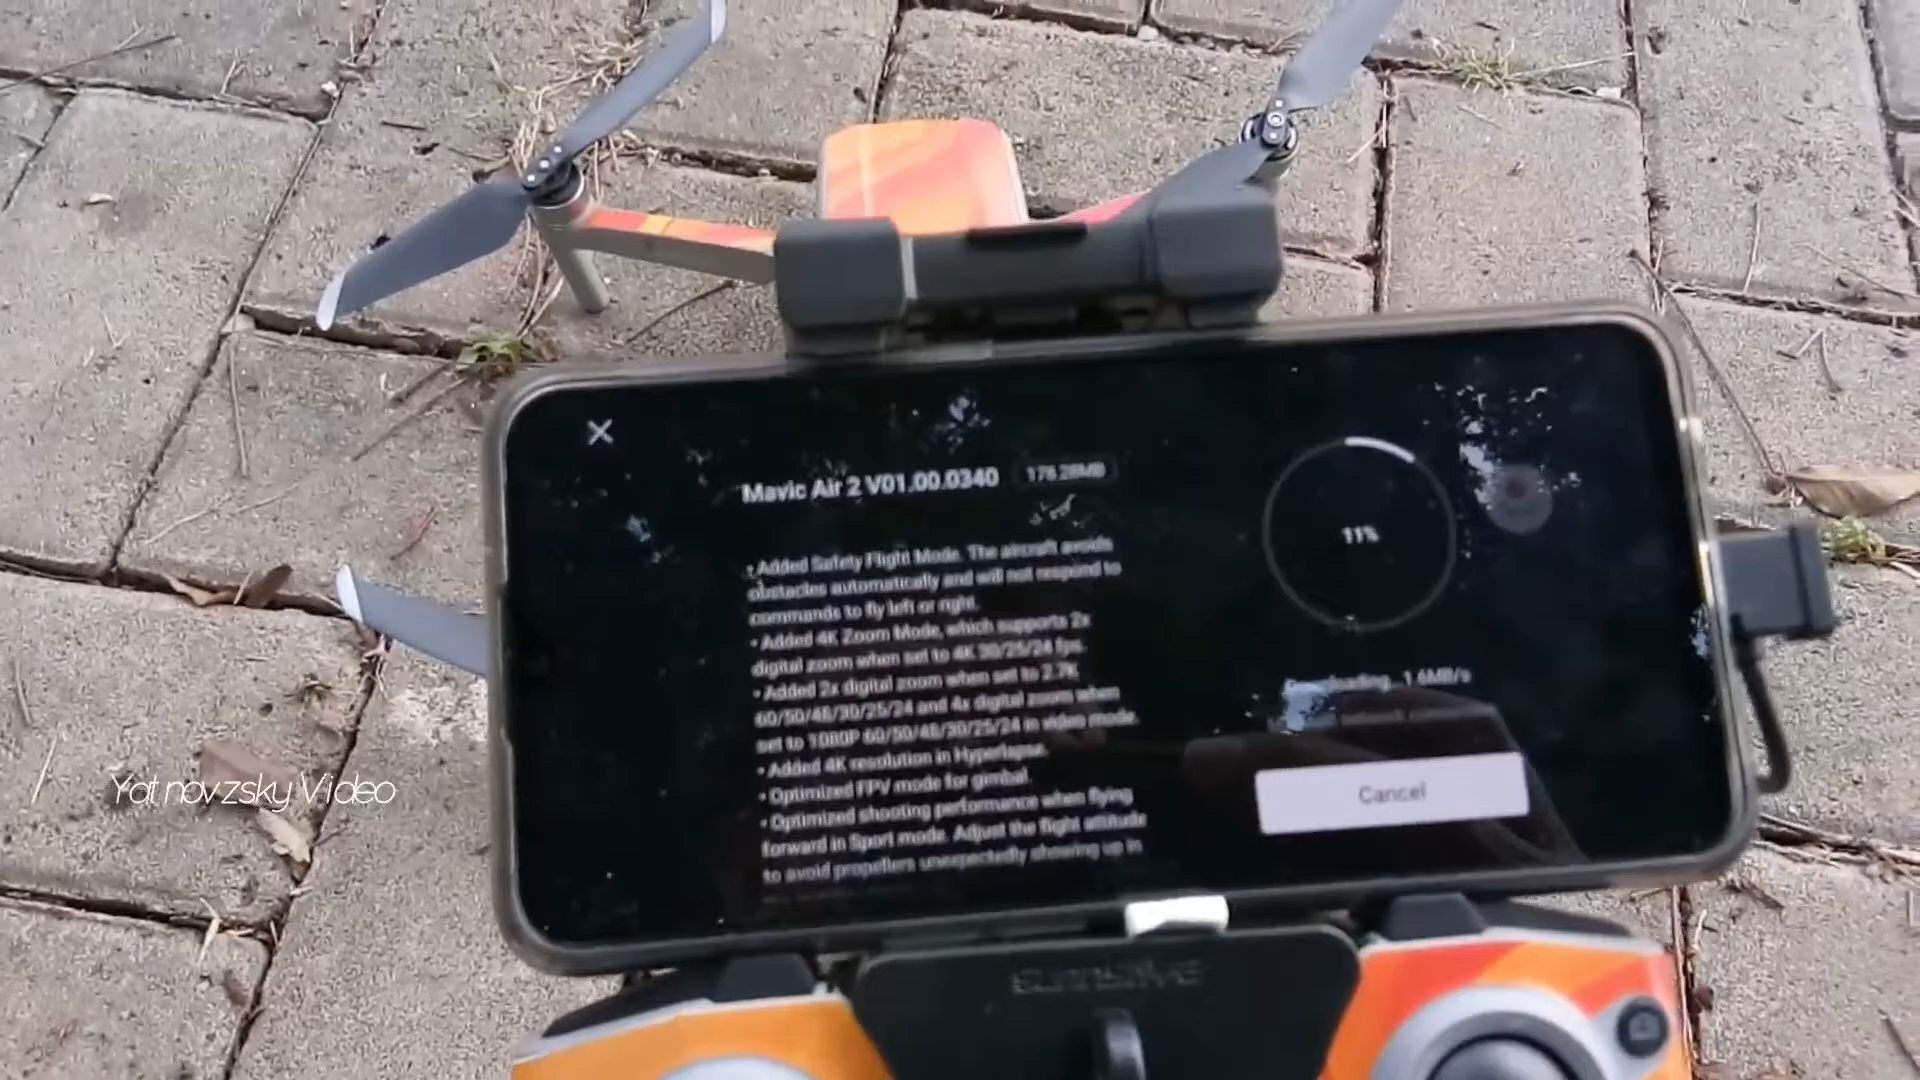 Mavic Air 2 V01.00.0340 178.28MB
• Added Safety Flight Mode. The aircraft avoids
obstacles automatically and will not respond to
commands to fly left or right.
• Added 4K Zoom Mode, which supports 2x
digital zoom when set to 4K 30/25/24 fps.
• Added 2x digital zoom when set to 2.7K
60/50/48/30/25/24 and 4x digital zoom when
set to 1080P 60/50/48/30/25/24 in video mode.
• Added 4K resolution in Hyperlapse.
• Optimized FPV mode for gimbal.
• Optimized shooting performance when flying
forward in Sport mode. Adjust the flight attitude
to avoid propellers unexpectedly showing up in
11%
Downloading... 1.6MB/s
Cancel
Yat novzsky Video